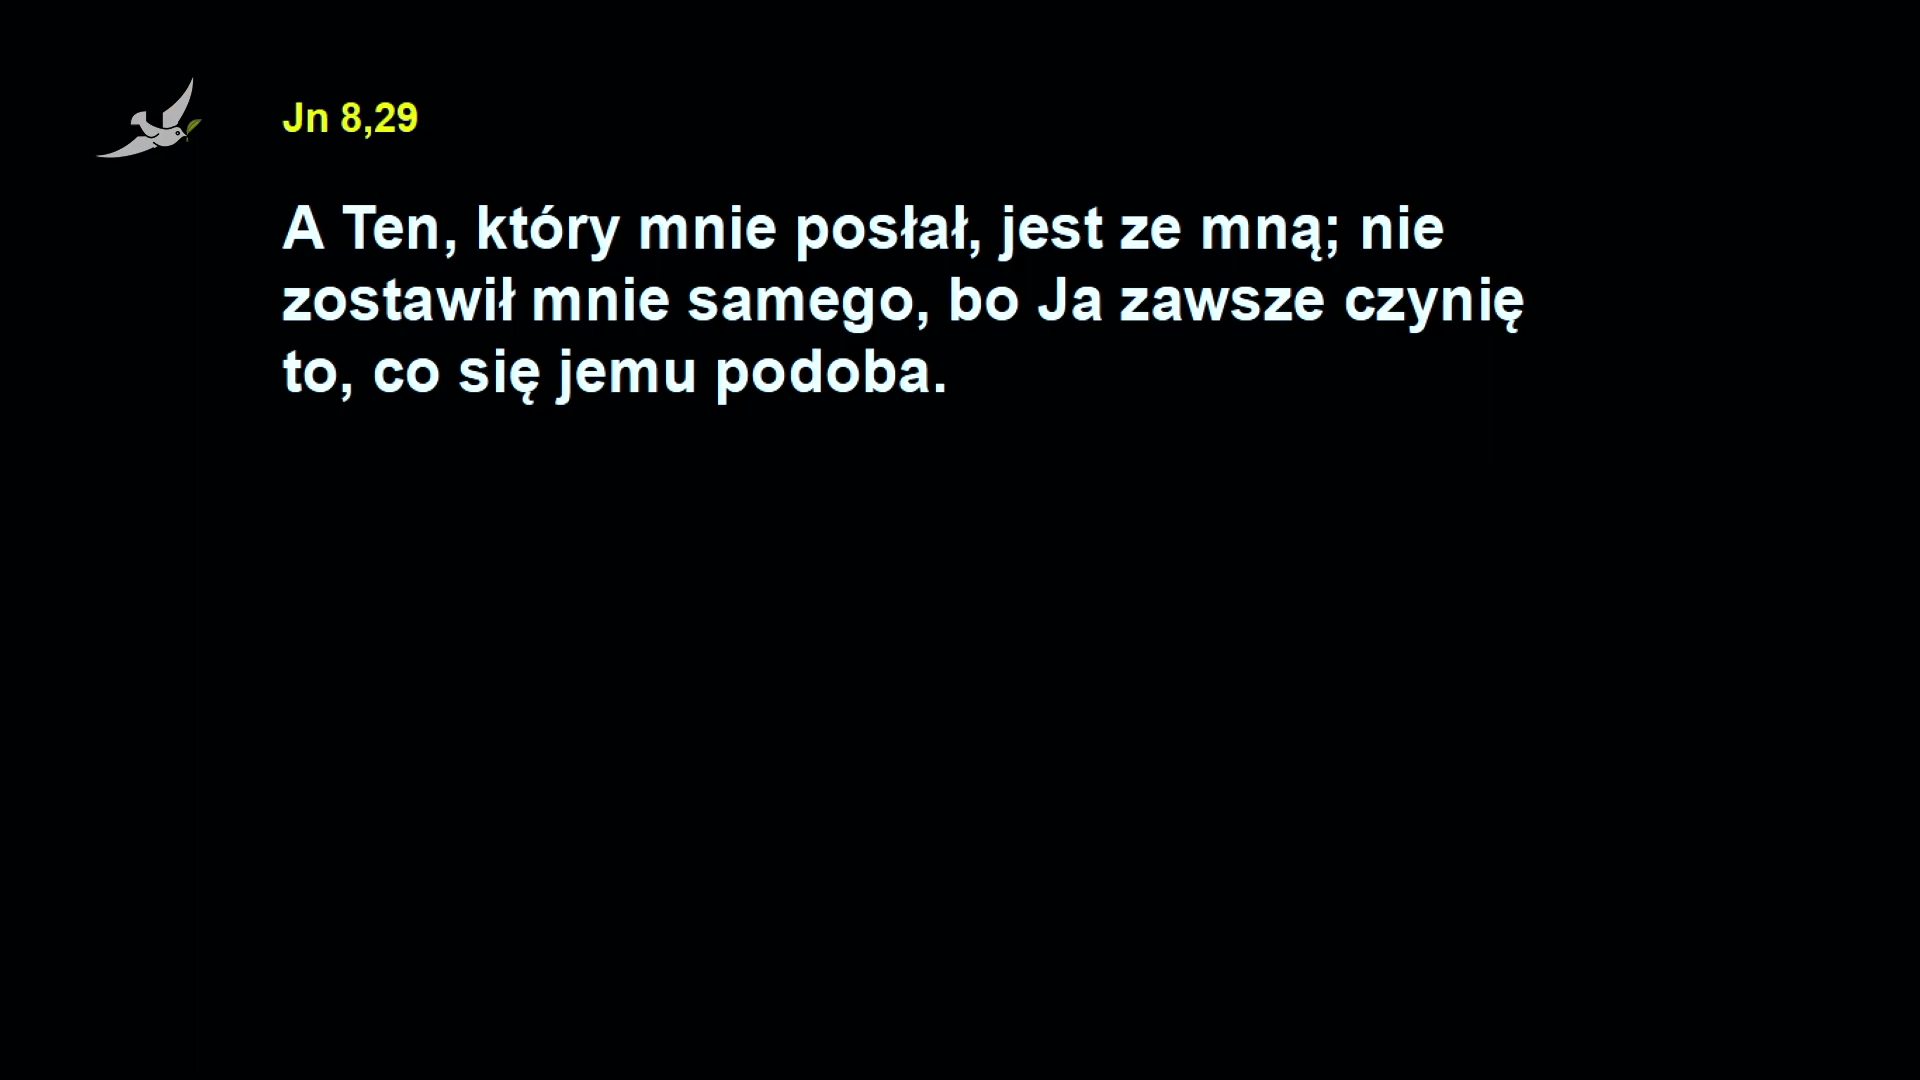 Jn 8,29
A Ten, który mnie posłał, jest ze mną; nie
zostawił mnie samego, bo Ja zawsze czynię
to, co się jemu podoba.